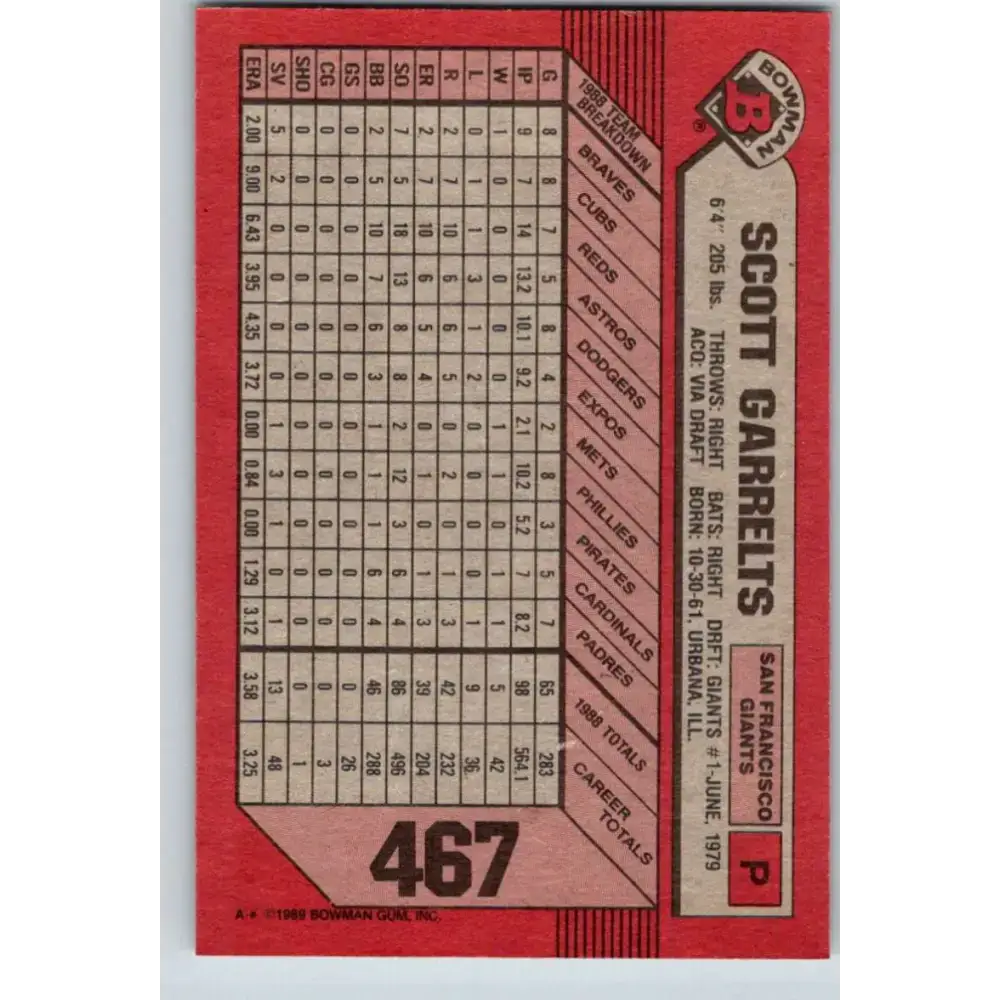 BOWMAN
B
®
SCOTT GARRELTS
SAN FRANCISCO
GIANTS
P
6'4" 205 lbs. THROWS: RIGHT BATS: RIGHT DRFT: GIANTS #1-JUNE, 1979
ACQ: VIA DRAFT BORN: 10-30-61, URBANA, ILL.
1988 TEAM
BREAKDOWN
BRAVES
CUBS
REDS
ASTROS
DODGERS
EXPOS
METS
PHILLIES
PIRATES
CARDINALS
PADRES
1988 TOTALS
CAREER
TOTALS
G 8 8 7 5 8 4 2 8 3 5 7 65 283
IP 9 7 14 13.2 10.1 9.2 2.1 10.2 5.2 7 8.2 98 564.1
W 1 0 0 0 0 0 1 1 0 1 1 5 42
L 0 1 1 3 1 2 0 0 0 0 1 9 36
R 2 7 10 6 6 5 0 2 0 1 3 42 232
ER 2 7 10 6 5 4 0 1 0 1 3 39 204
SO 7 5 18 13 8 8 2 12 3 6 4 86 496
BB 2 5 10 7 6 3 1 1 1 6 4 46 288
GS 0 0 0 0 0 0 0 0 0 0 0 0 26
CG 0 0 0 0 0 0 0 0 0 0 0 0 3
SHO 0 0 0 0 0 0 0 0 0 0 0 0 1
SV 5 2 0 0 0 0 1 3 1 0 1 13 48
ERA 2.00 9.00 6.43 3.95 4.35 3.72 0.00 0.84 0.00 1.29 3.12 3.58 3.25
467
A-* ©1989 BOWMAN GUM, INC.